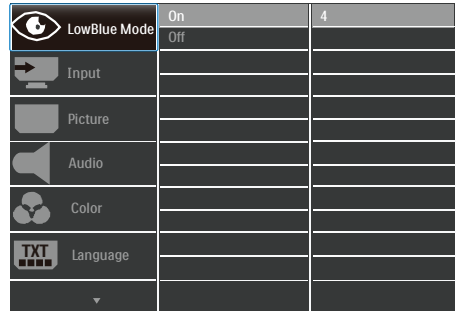 LowBlue Mode
On
4
Off
Input
Picture
Audio
Color
TXT
Language